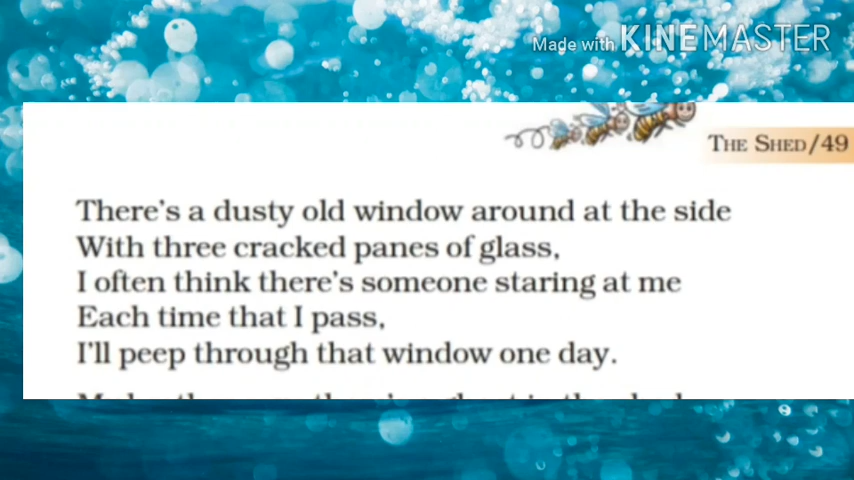 Made with KINEMASTER
THE SHED/49
There's a dusty old window around at the side
With three cracked panes of glass,
I often think there's someone staring at me
Each time that I pass,
I'll peep through that window one day.